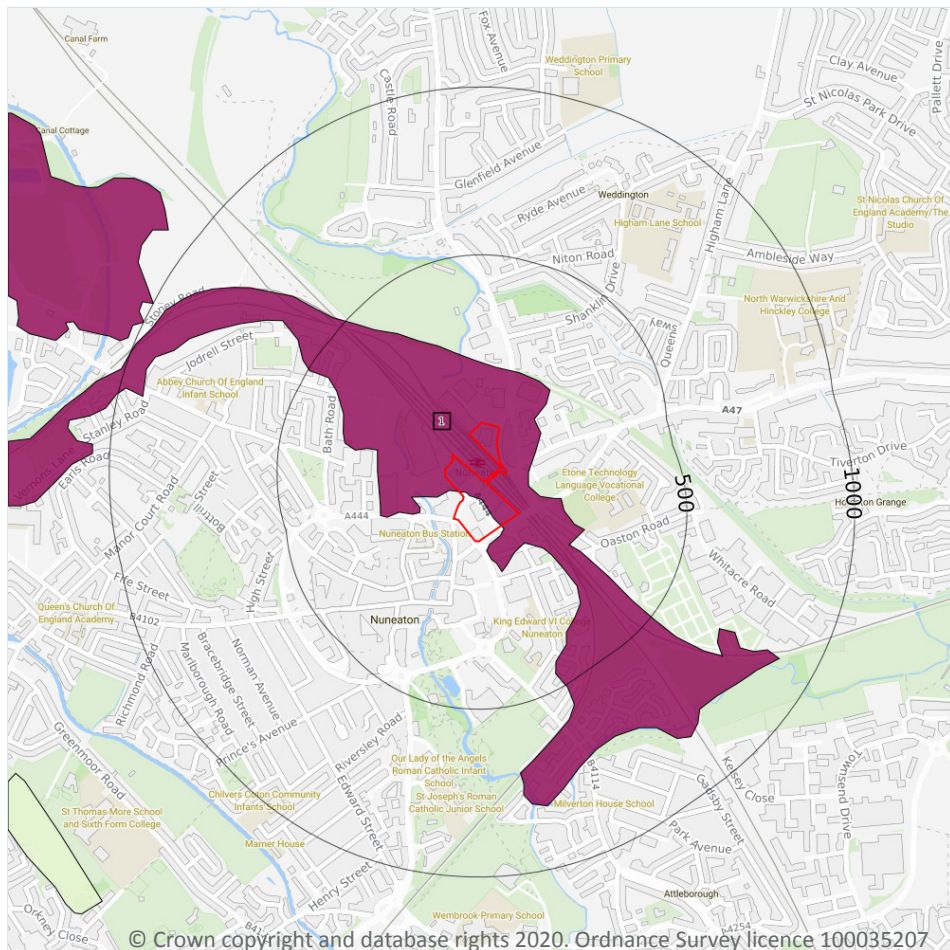 Canal Farm
Fox Avenue
Castle Road
Weddington Primary
School
Clay Avenue
Pallett Drive
St Nicolas Park Drive
Canal Cottage
Glenfield Avenue
Ryde Avenue
Weddington
Higham Lane School
Higham Lane
St Nicolas Church Of
England Academy/The
Studio
Niton Road
Ambleside Way
Stoney Road
Shanklin Drive
North Warwickshire And
Hinckley College
Jodrell Street
Abbey Church Of England
Infant School
Bath Road
A47
1
Stanley Road
Vernons Lane
Earls Road
Nuneaton
A444
Tiverton Drive
Etone Technology
Language Vocational
College
500
1000
Manor Court Road
A444
Nuneaton Bus Station
Oaston Road
Whitacre Road
Fife Street
High Street
Queen's Church Of
England Academy
B4102
Nuneaton
King Edward VI College
Nuneaton
Richmond Road
Norman Avenue
Bracebridge Street
Marlborough Road
Prince's Avenue
Riversley Road
Greenmoor Road
Our Lady of the Angels
Roman Catholic Infant
School
St Joseph's Roman
Catholic Junior School
B4114
Kelsey Close
Townsend Drive
Gadsby Street
Chilvers Coton Community
Infants School
St Thomas More School
and Sixth Form College
Edward Street
Milverton House School
Marner House
Park Avenue
Henry Street
Attleborough
Orkney Close
Wembrook Primary School
A4254
© Crown copyright and database rights 2020. Ordnance Survey licence 100035207